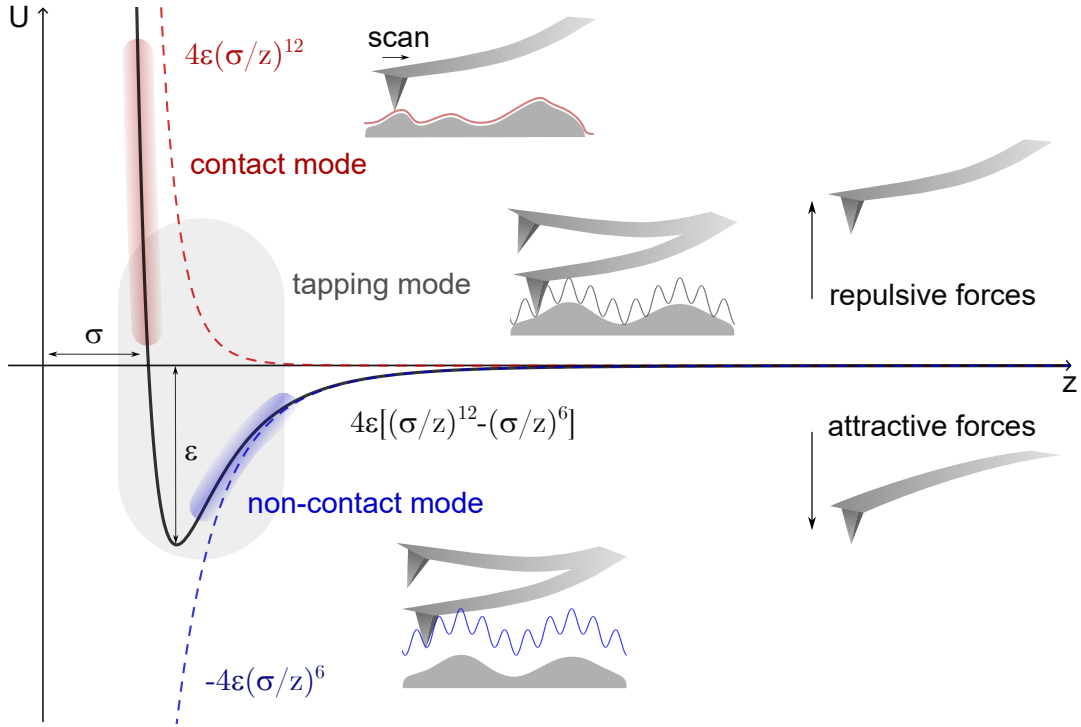 U
4ε(σ/z)¹²
scan
contact mode
tapping mode
repulsive forces
σ
z
ε
4ε[(σ/z)¹²-(σ/z)⁶]
attractive forces
non-contact mode
-4ε(σ/z)⁶